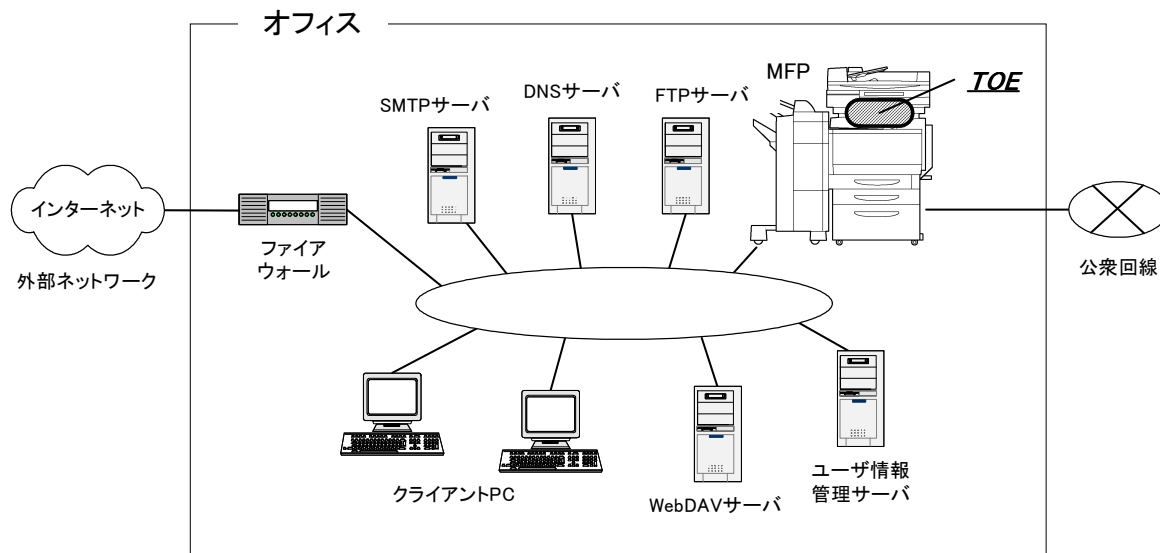 オフィス
MFP
TOE
SMTPサーバ
DNSサーバ
FTPサーバ
インターネット
ファイア
ウォール
外部ネットワーク
公衆回線
クライアントPC
WebDAVサーバ
ユーザ情報
管理サーバ